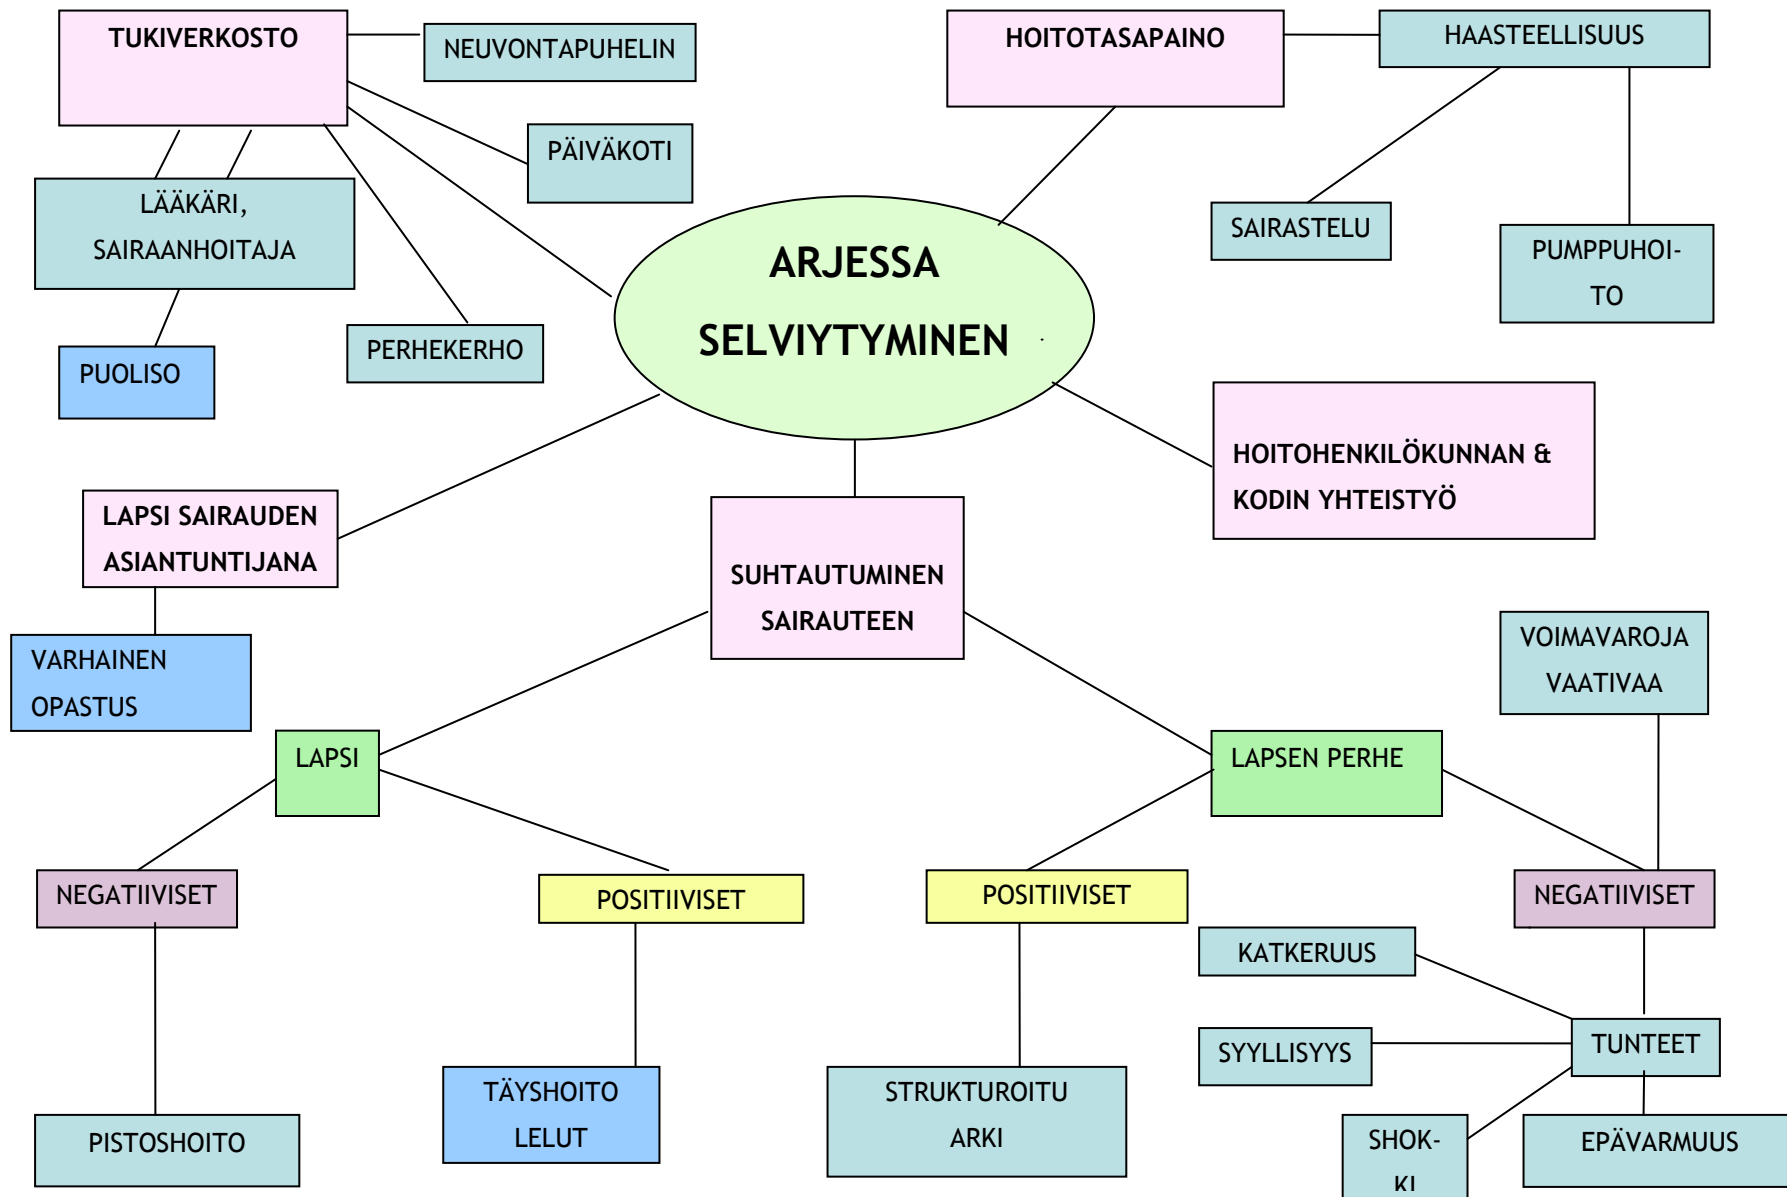 TUKIVERKOSTO
NEUVONTAPUHELIN
HOITOTASAPAINO
HAASTEELLISUUS
PÄIVÄKOTI
LÄÄKÄRI,
SAIRAANHOITAJA
SAIRASTELU
PUMPPUHOI-
TO
ARJESSA
SELVIYTYMINEN
PUOLISO
PERHEKERHO
HOITOHENKILÖKUNNAN &
KODIN YHTEISTYÖ
LAPSI SAIRAUDEN
ASIANTUNTIJANA
SUHTAUTUMINEN
SAIRAUTEEN
VARHAINEN
OPASTUS
VOIMAVAROJA
VAATIVAA
LAPSI
LAPSEN PERHE
NEGATIIVISET
POSITIIVISET
POSITIIVISET
NEGATIIVISET
KATKERUUS
SYYLLISYYS
TUNTEET
PISTOSHOITO
TÄYSHOITO
LELUT
STRUKTUROITU
ARKI
SHOK-
KI
EPÄVARMUUS